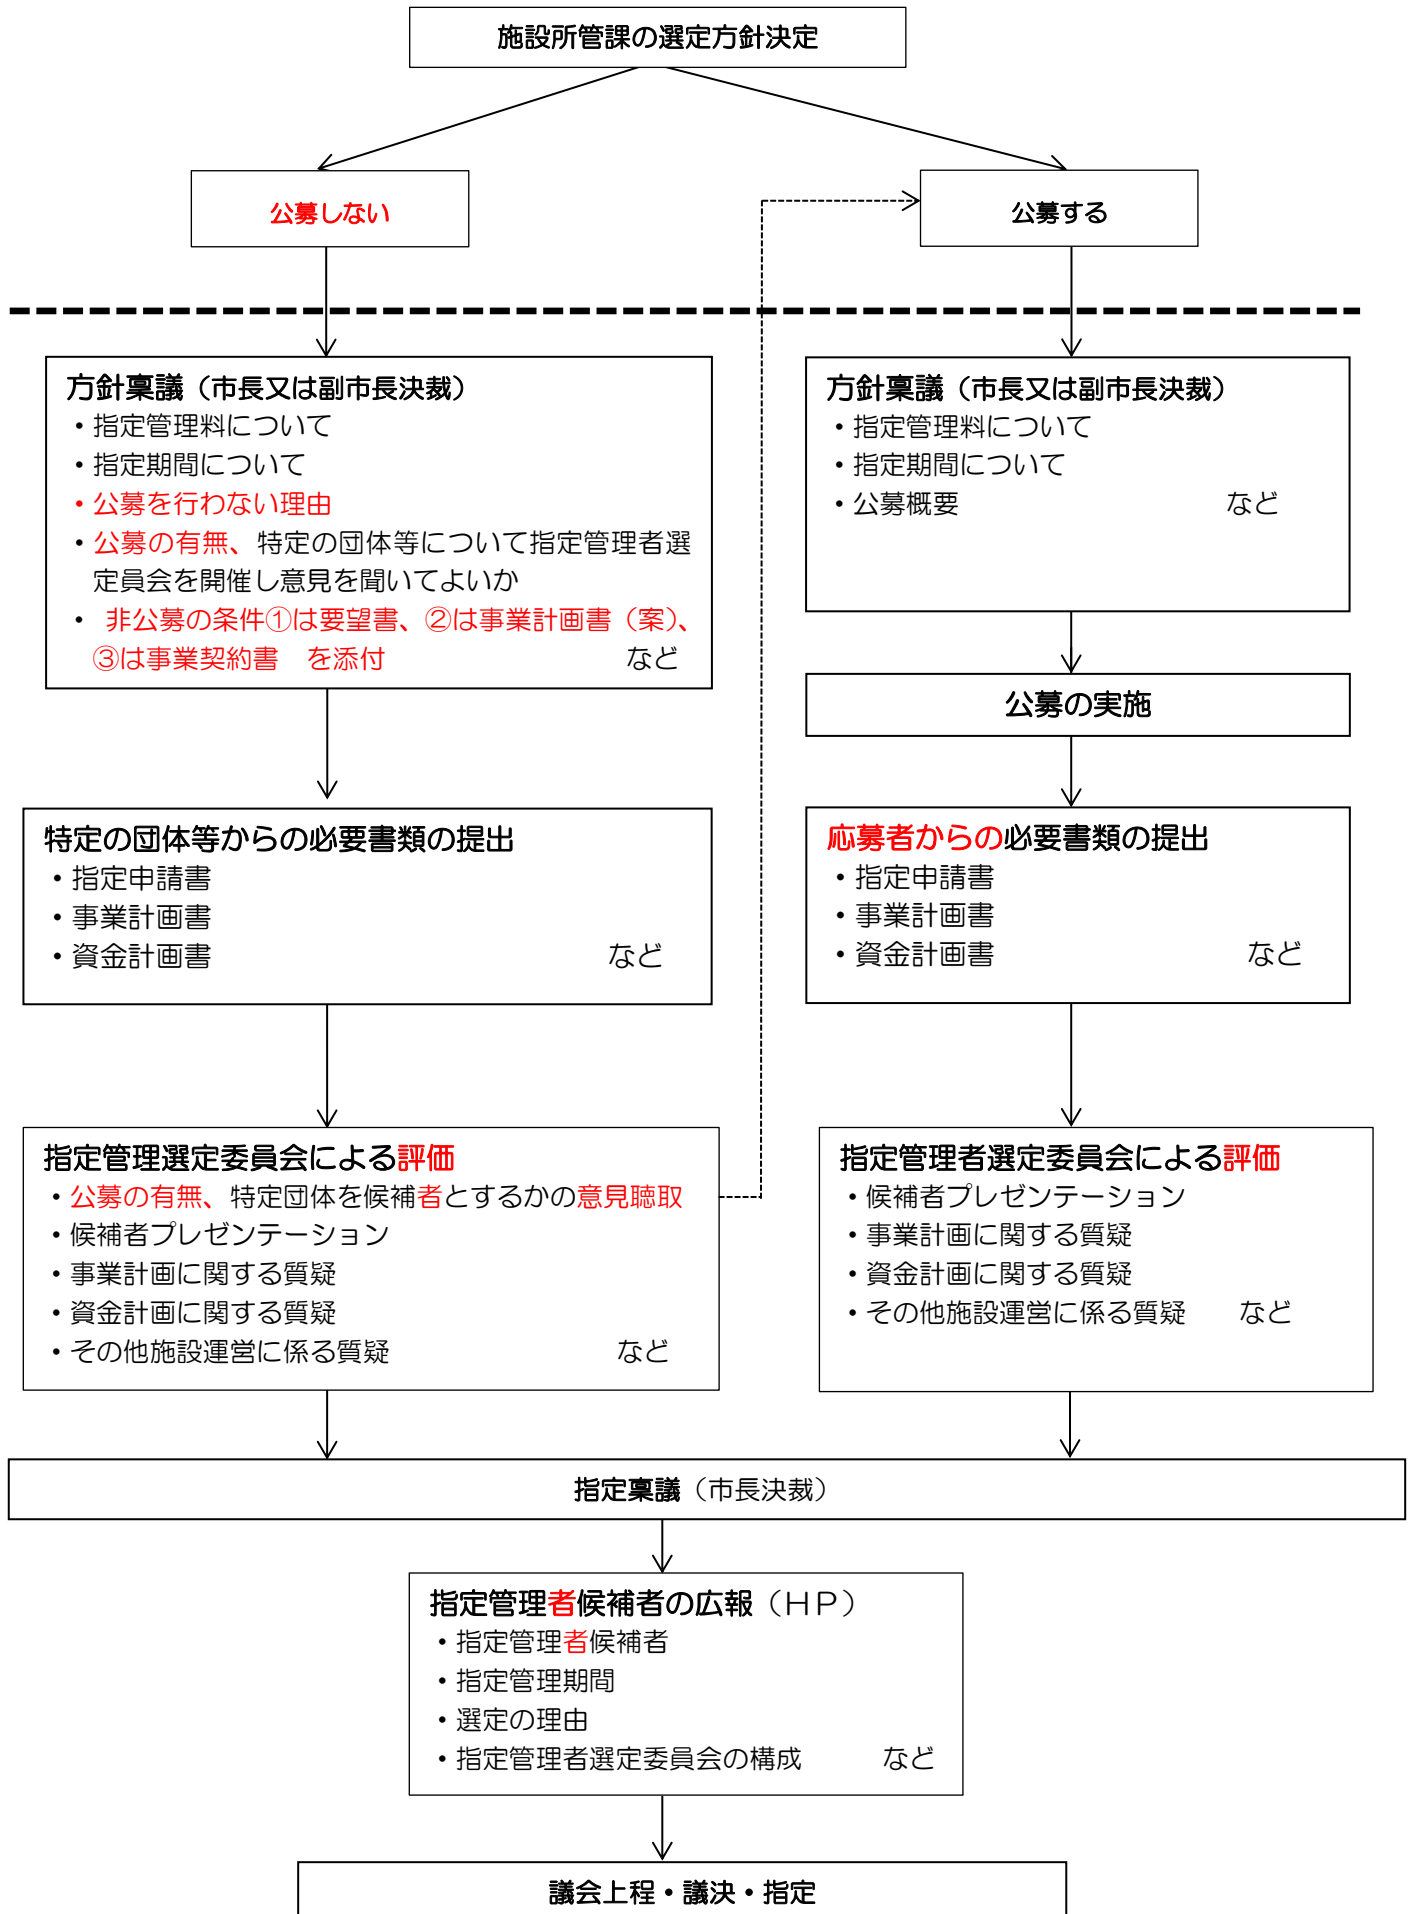 施設所管課の選定方針決定
公募しない
公募する
方針稟議（市長又は副市長決裁）
・指定管理料について
・指定期間について
・公募を行わない理由
・公募の有無、特定の団体等について指定管理者選
定員会を開催し意見を聞いてよいか
・ 非公募の条件①は要望書、②は事業計画書（案）、
③は事業契約書　を添付　など
方針稟議（市長又は副市長決裁）
・指定管理料について
・指定期間について
・公募概要　など
公募の実施
特定の団体等からの必要書類の提出
・指定申請書
・事業計画書
・資金計画書　など
応募者からの必要書類の提出
・指定申請書
・事業計画書
・資金計画書　など
指定管理選定委員会による評価
・公募の有無、特定団体を候補者とするかの意見聴取
・候補者プレゼンテーション
・事業計画に関する質疑
・資金計画に関する質疑
・その他施設運営に係る質疑　など
指定管理者選定委員会による評価
・候補者プレゼンテーション
・事業計画に関する質疑
・資金計画に関する質疑
・その他施設運営に係る質疑　など
指定稟議（市長決裁）
指定管理者候補者の広報（ＨＰ）
・指定管理者候補者
・指定管理期間
・選定の理由
・指定管理者選定委員会の構成　など
議会上程・議決・指定